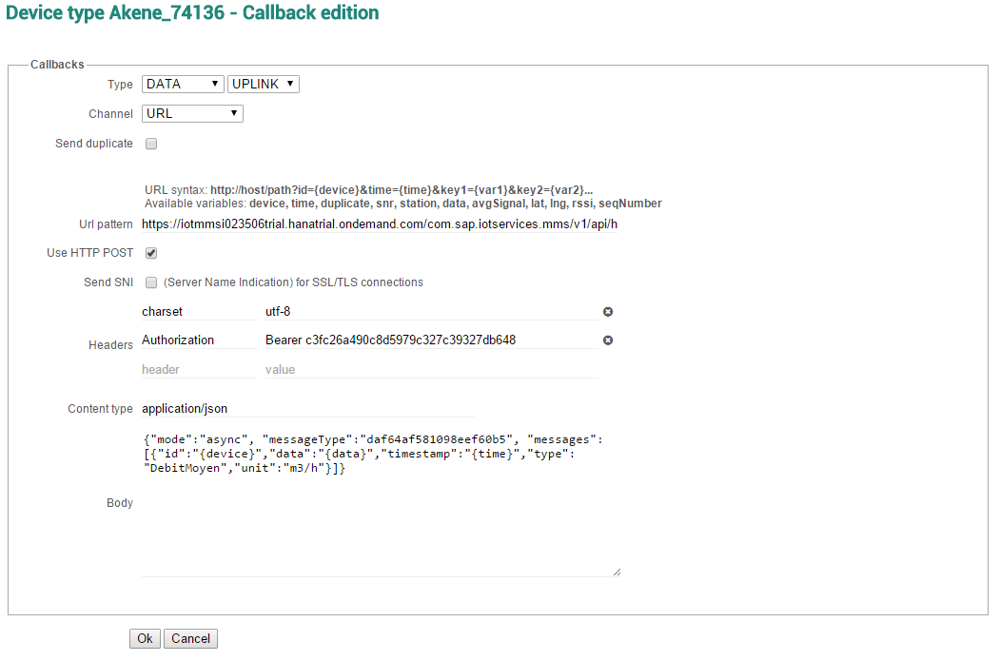 Device type Akene_74136 - Callback edition
Callbacks
Type DATA UPLINK
Channel URL
Send duplicate
URL syntax: http://host/path?id={device}&time={time}&key1={var1}&key2={var2}...
Available variables: device, time, duplicate, snr, station, data, avgSignal, lat, lng, rssi, seqNumber
Url pattern https://iotmmsi023506trial.hanatrial.ondemand.com/com.sap.iotservices.mms/v1/api/h
Use HTTP POST
Send SNI (Server Name Indication) for SSL/TLS connections
charset utf-8
Headers Authorization Bearer c3fc26a490c8d5979c327c39327db648
header value
Content type application/json
{"mode":"async", "messageType":"daf64af581098eef60b5", "messages":
[{"id":"{device}","data":"{data}","timestamp":"{time}","type":
"DebitMoyen","unit":"m3/h"}]}
Body
Ok Cancel